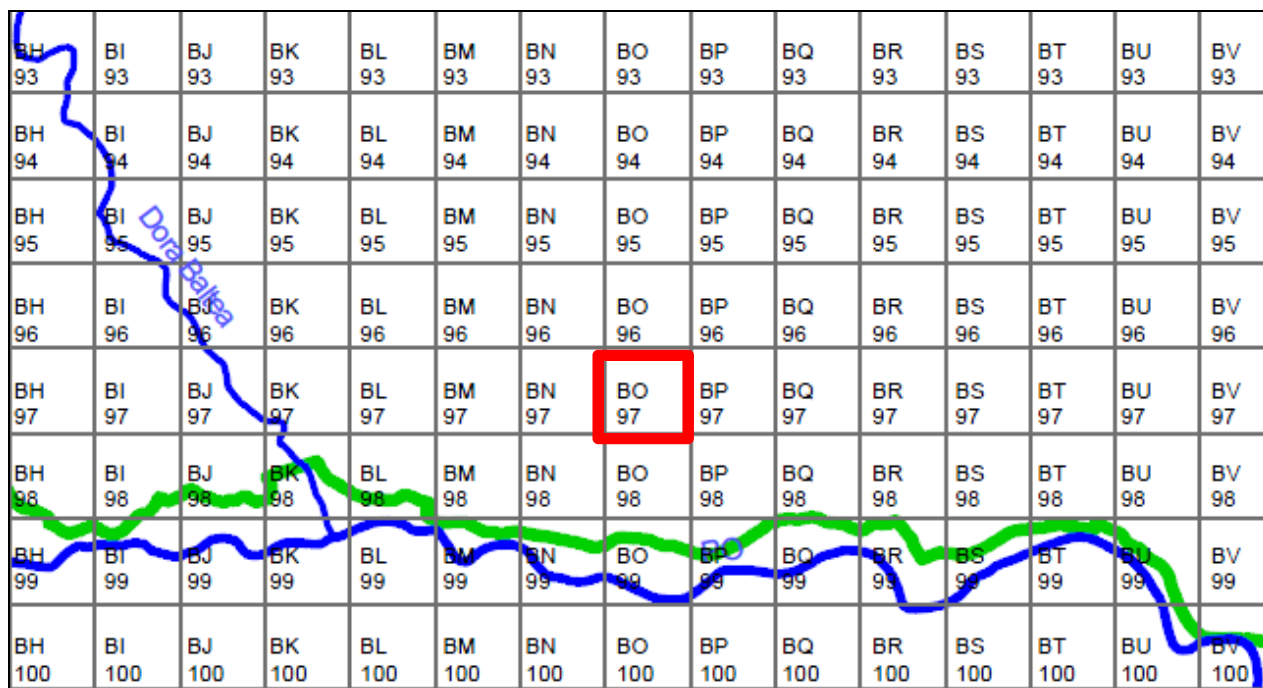 BH BI BJ BK BL BM BN BO BP BQ BR BS BT BU BV
93 93 93 93 93 93 93 93 93 93 93 93 93 93 93
BH BI BJ BK BL BM BN BO BP BQ BR BS BT BU BV
94 94 94 94 94 94 94 94 94 94 94 94 94 94 94
BH BI BJ BK BL BM BN BO BP BQ BR BS BT BU BV
95 95 95 95 95 95 95 95 95 95 95 95 95 95 95
Dora Baltea
BH BI BJ BK BL BM BN BO BP BQ BR BS BT BU BV
96 96 96 96 96 96 96 96 96 96 96 96 96 96 96
BH BI BJ BK BL BM BN BO BP BQ BR BS BT BU BV
97 97 97 97 97 97 97 97 97 97 97 97 97 97 97
BH BI BJ BK BL BM BN BO BP BQ BR BS BT BU BV
98 98 98 98 98 98 98 98 98 98 98 98 98 98 98
PO
BH BI BJ BK BL BM BN BO BP BQ BR BS BT BU BV
99 99 99 99 99 99 99 99 99 99 99 99 99 99 99
BH BI BJ BK BL BM BN BO BP BQ BR BS BT BU BV
100 100 100 100 100 100 100 100 100 100 100 100 100 100 100